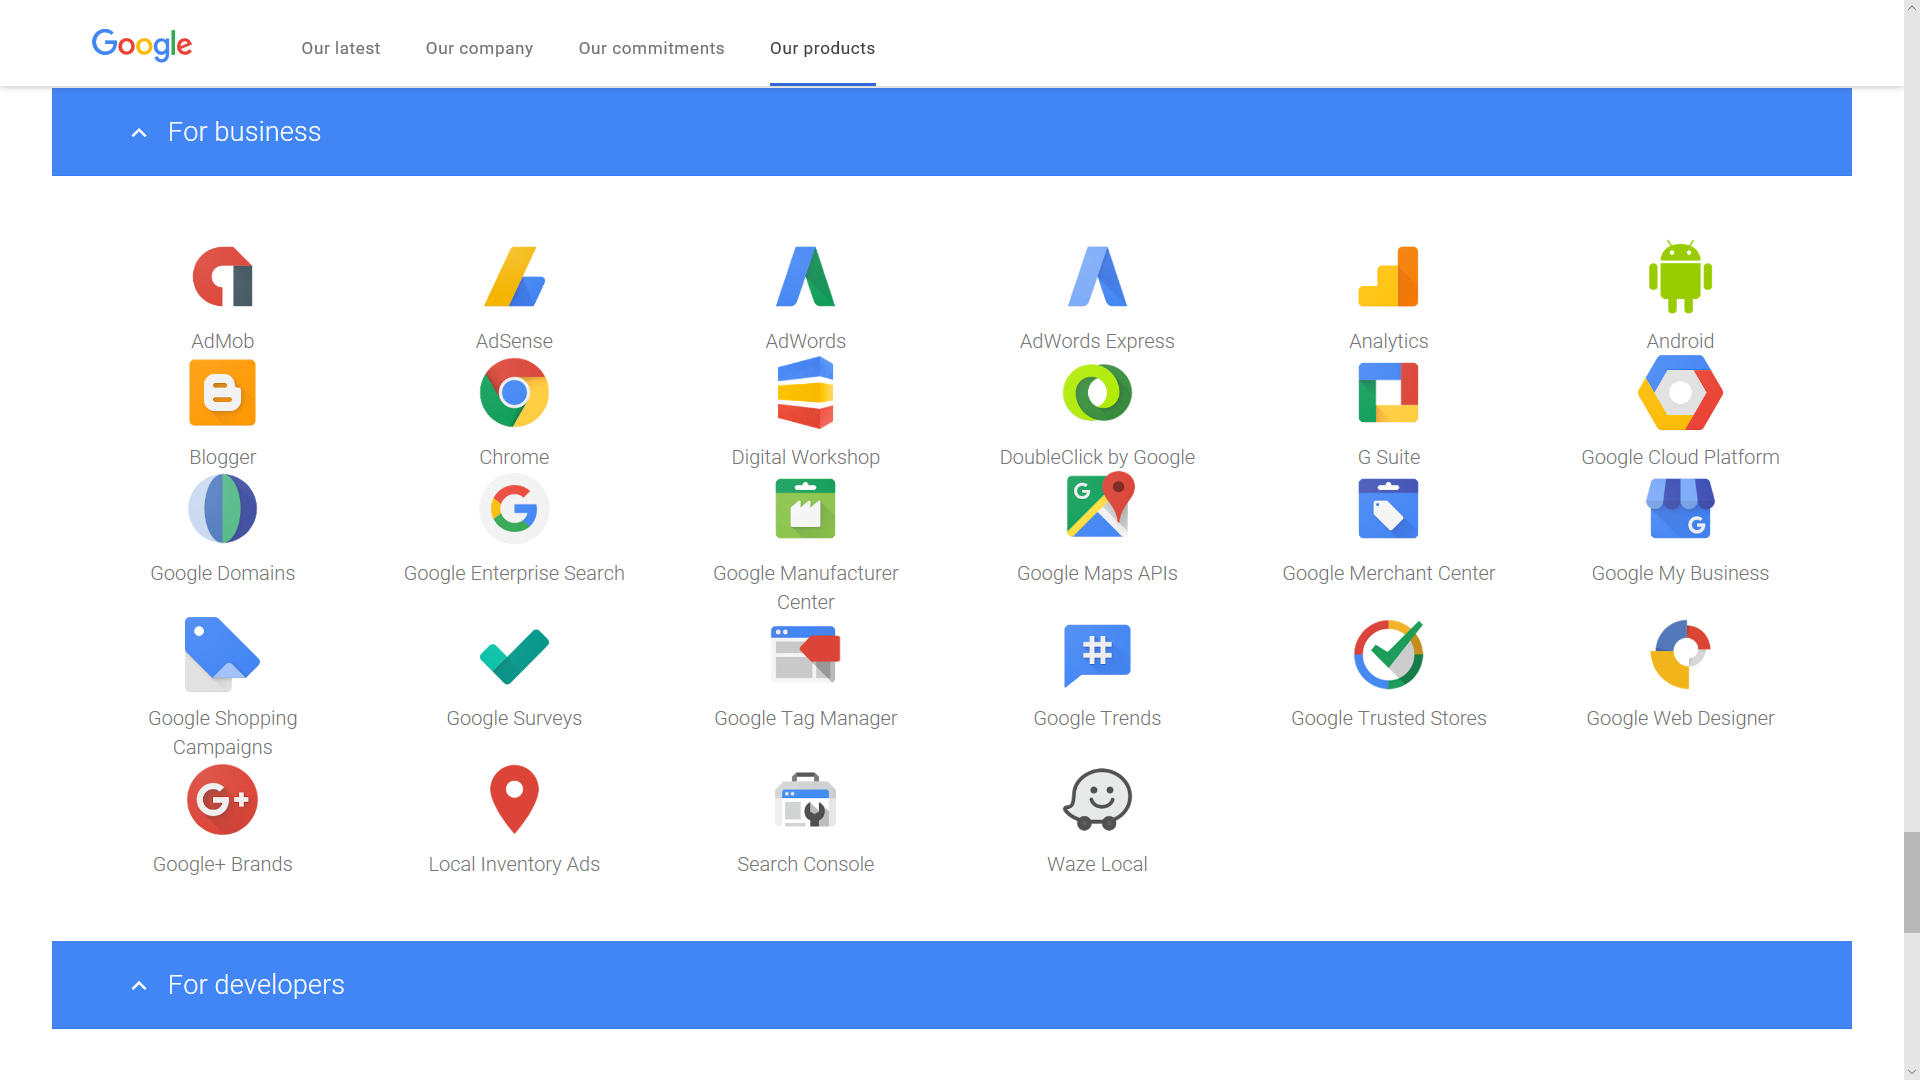 Google Our latest Our company Our commitments Our products
For business
AdMob AdSense AdWords AdWords Express Analytics Android
Blogger Chrome Digital Workshop DoubleClick by Google G Suite Google Cloud Platform
G G G
Google Domains Google Enterprise Search Google Manufacturer Google Maps APIs Google Merchant Center Google My Business
Center
#
Google Shopping Google Surveys Google Tag Manager Google Trends Google Trusted Stores Google Web Designer
Campaigns
G+
Google+ Brands Local Inventory Ads Search Console Waze Local
For developers